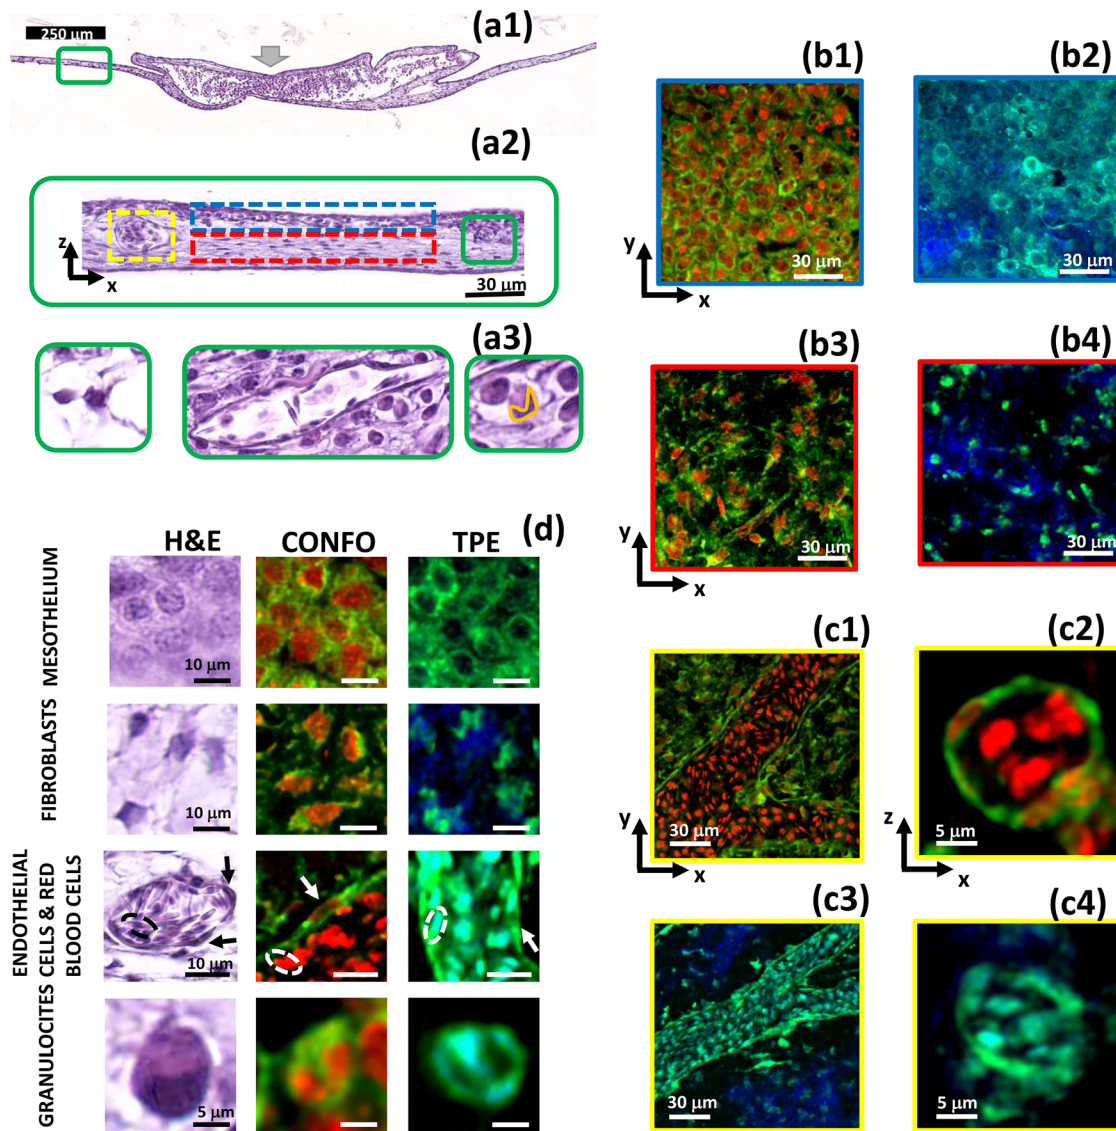 (a1)
250 µm
(a2)
z
x
30 µm
(a3)
(b1)
(b2)
y
x
30 µm
30 µm
(b3)
(b4)
y
x
30 µm
30 µm
(c1)
(c2)
y
x
30 µm
z
x
5 µm
(c3)
(c4)
30 µm
5 µm
(d)
H&E
CONFO
TPE
MESOTHELIUM
10 µm
FIBROBLASTS
10 µm
ENDOTHELIAL
CELLS & RED
BLOOD CELLS
10 µm
GRANULOCITES
5 µm